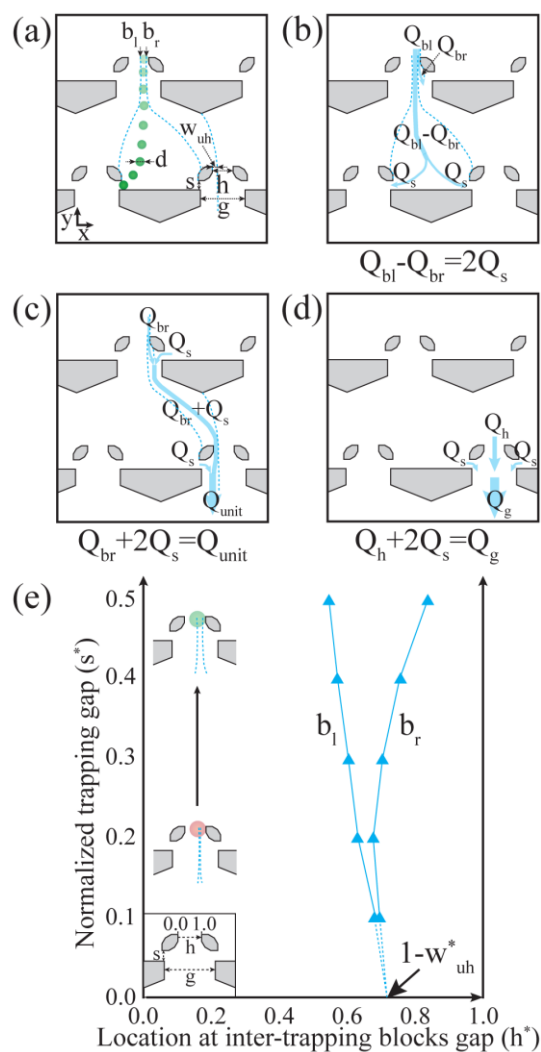 (a)
b_l b_r
d
w_uh
s
h
g
y
x
(b)
Q_bl
Q_br
Q_bl-Q_br
Q_s Q_s
Q_bl-Q_br=2Q_s
(c)
Q_br
Q_s
Q_br+Q_s
Q_s
Q_unit
Q_br+2Q_s=Q_unit
(d)
Q_h
Q_s Q_s
Q_g
Q_h+2Q_s=Q_g
(e)
Normalized trapping gap (s*)
0.5
0.4
0.3
0.2
0.1
0.0
b_l
b_r
0.0 1.0
h
s
g
1-w*_uh
0 0.2 0.4 0.6 0.8 1.0
Location at inter-trapping blocks gap (h*)